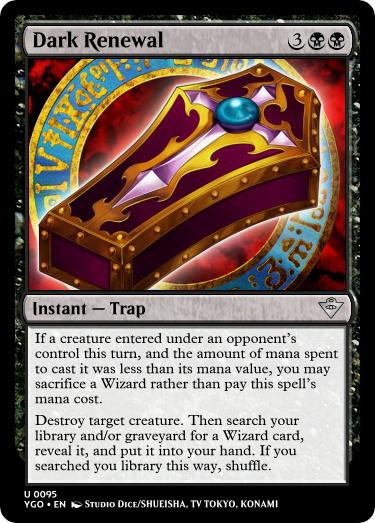 Dark Renewal 3
Instant — Trap
If a creature entered under an opponent's
control this turn, and the amount of mana spent
to cast it was less than its mana value, you may
sacrifice a Wizard rather than pay this spell's
mana cost.
Destroy target creature. Then search your
library and/or graveyard for a Wizard card,
reveal it, and put it into your hand. If you
searched you library this way, shuffle.
U 0095
YGO • EN Studio Dice/SHUEISHA, TV TOKYO, KONAMI